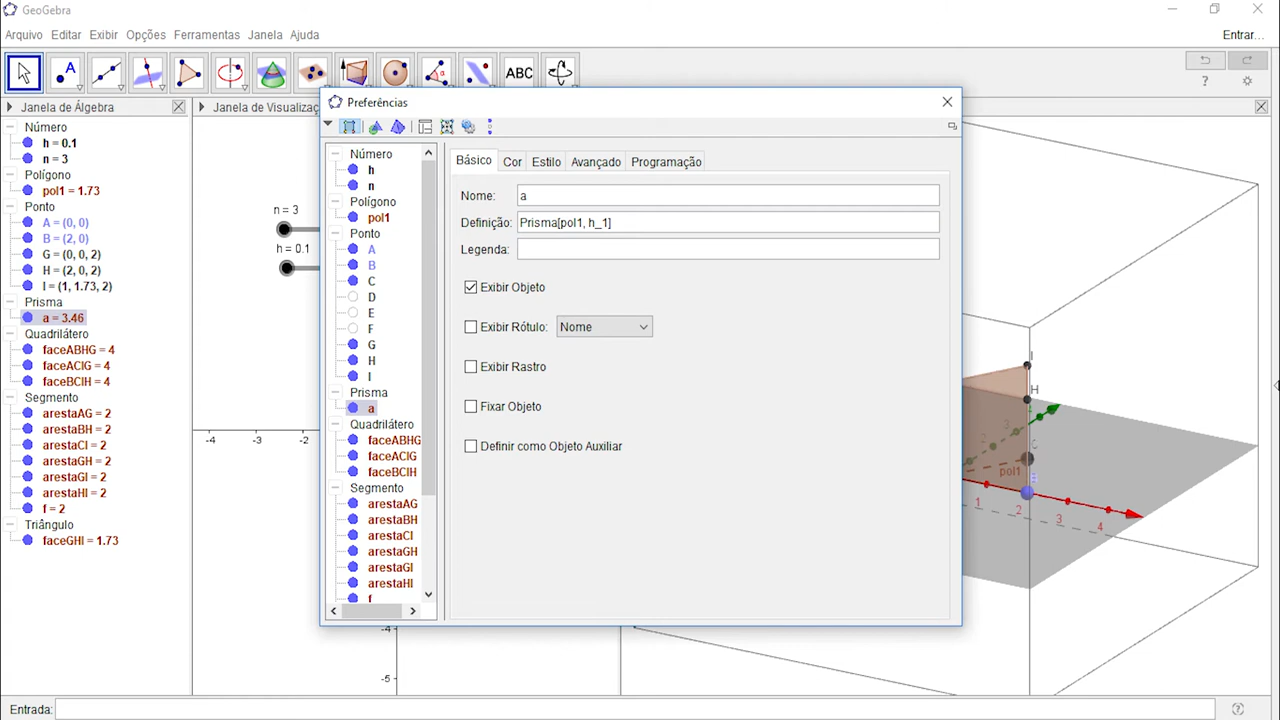 GeoGebra
Arquivo Editar Exibir Opções Ferramentas Janela Ajuda
Entrar...
ABC
Janela de Álgebra
Número
h = 0.1
n = 3
Polígono
pol1 = 1.73
Ponto
A = (0, 0)
B = (2, 0)
G = (0, 0, 2)
H = (2, 0, 2)
I = (1, 1.73, 2)
Prisma
a = 3.46
Quadrilátero
faceABHG = 4
faceACIG = 4
faceBCIH = 4
Segmento
arestaAG = 2
arestaBH = 2
arestaCI = 2
arestaGH = 2
arestaGI = 2
arestaHI = 2
f = 2
Triângulo
faceGHI = 1.73
Janela de Visualizaç
n = 3
h = 0.1
-4 -3 -2
-4
-5
Preferências
Número
h
n
Polígono
pol1
Ponto
A
B
C
D
E
F
G
H
I
Prisma
a
Quadrilátero
faceABHG
faceACIG
faceBCIH
Segmento
arestaAG
arestaBH
arestaCI
arestaGH
arestaGI
arestaHI
f
Básico Cor Estilo Avançado Programação
Nome: a
Definição: Prisma[pol1, h_1]
Legenda:
Exibir Objeto
Exibir Rótulo: Nome
Exibir Rastro
Fixar Objeto
Definir como Objeto Auxiliar
I
H
3
2
C
pol1
1
2
3
4
Entrada: